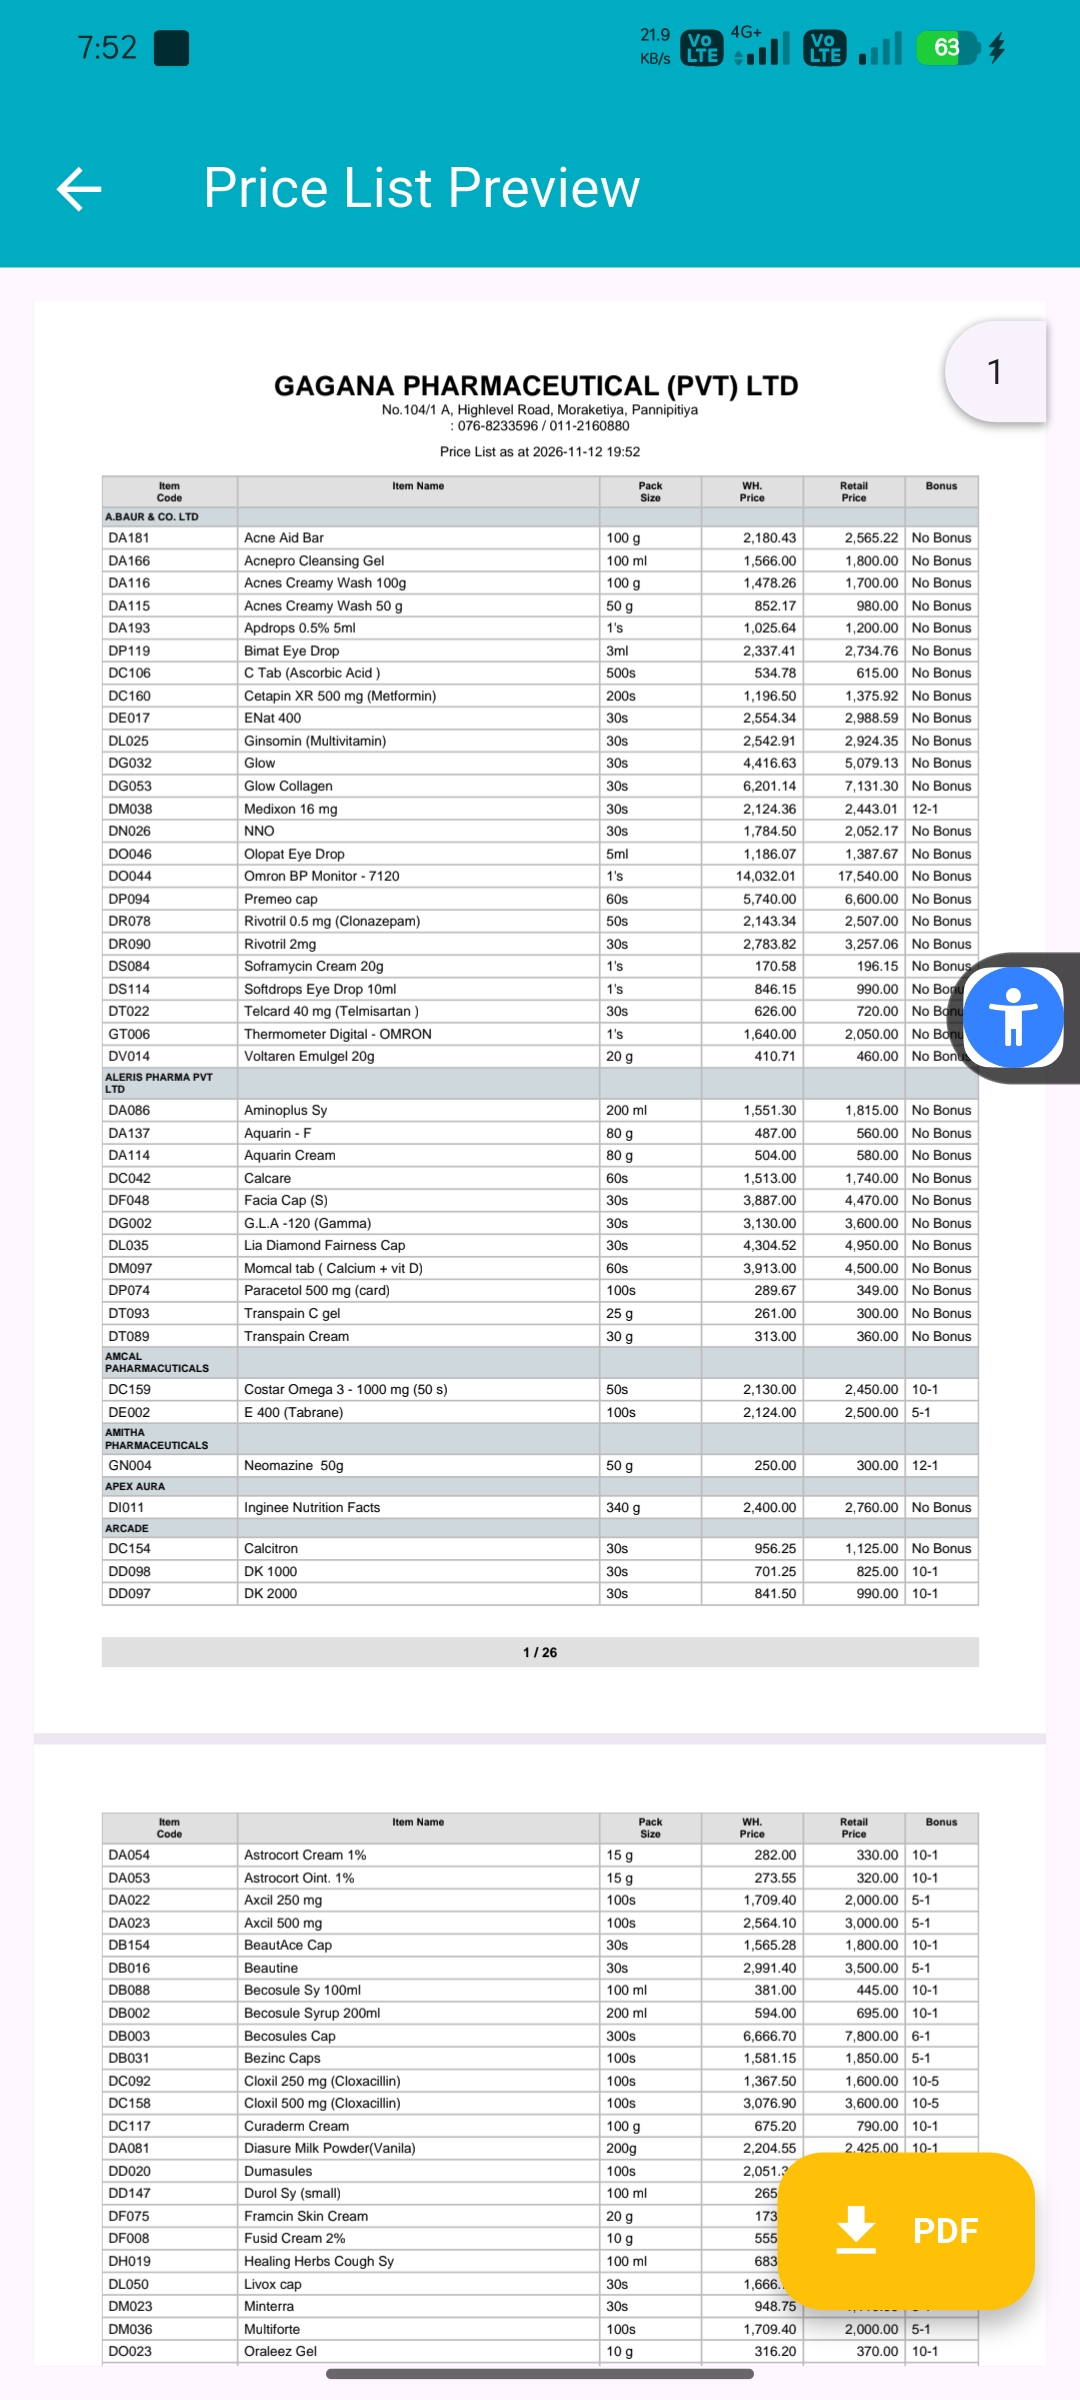 7:52 21.9 KB/s Vo LTE 4G+ Vo LTE 63
Price List Preview
1
GAGANA PHARMACEUTICAL (PVT) LTD
No.104/1 A, Highlevel Road, Moraketiya, Pannipitiya
: 076-8233596 / 011-2160880
Price List as at 2026-11-12 19:52
Item Code Item Name Pack Size WH. Price Retail Price Bonus
A.BAUR & CO. LTD
DA181 Acne Aid Bar 100 g 2,180.43 2,565.22 No Bonus
DA166 Acnepro Cleansing Gel 100 ml 1,566.00 1,800.00 No Bonus
DA116 Acnes Creamy Wash 100g 100 g 1,478.26 1,700.00 No Bonus
DA115 Acnes Creamy Wash 50 g 50 g 852.17 980.00 No Bonus
DA193 Apdrops 0.5% 5ml 1's 1,025.64 1,200.00 No Bonus
DP119 Bimat Eye Drop 3ml 2,337.41 2,734.76 No Bonus
DC106 C Tab (Ascorbic Acid ) 500s 534.78 615.00 No Bonus
DC160 Cetapin XR 500 mg (Metformin) 200s 1,196.50 1,375.92 No Bonus
DE017 ENat 400 30s 2,554.34 2,988.59 No Bonus
DL025 Ginsomin (Multivitamin) 30s 2,542.91 2,924.35 No Bonus
DG032 Glow 30s 4,416.63 5,079.13 No Bonus
DG053 Glow Collagen 30s 6,201.14 7,131.30 No Bonus
DM038 Medixon 16 mg 30s 2,124.36 2,443.01 12-1
DN026 NNO 30s 1,784.50 2,052.17 No Bonus
DO046 Olopat Eye Drop 5ml 1,186.07 1,387.67 No Bonus
DO044 Omron BP Monitor - 7120 1's 14,032.01 17,540.00 No Bonus
DP094 Premeo cap 60s 5,740.00 6,600.00 No Bonus
DR078 Rivotril 0.5 mg (Clonazepam) 50s 2,143.34 2,507.00 No Bonus
DR090 Rivotril 2mg 30s 2,783.82 3,257.06 No Bonus
DS084 Soframycin Cream 20g 1's 170.58 196.15 No Bonus
DS114 Softdrops Eye Drop 10ml 1's 846.15 990.00 No Bonu
DT022 Telcard 40 mg (Telmisartan ) 30s 626.00 720.00 No Bonu
GT006 Thermometer Digital - OMRON 1's 1,640.00 2,050.00 No Bonu
DV014 Voltaren Emulgel 20g 20 g 410.71 460.00 No Bonus
ALERIS PHARMA PVT LTD
DA086 Aminoplus Sy 200 ml 1,551.30 1,815.00 No Bonus
DA137 Aquarin - F 80 g 487.00 560.00 No Bonus
DA114 Aquarin Cream 80 g 504.00 580.00 No Bonus
DC042 Calcare 60s 1,513.00 1,740.00 No Bonus
DF048 Facia Cap (S) 30s 3,887.00 4,470.00 No Bonus
DG002 G.L.A -120 (Gamma) 30s 3,130.00 3,600.00 No Bonus
DL035 Lia Diamond Fairness Cap 30s 4,304.52 4,950.00 No Bonus
DM097 Momcal tab ( Calcium + vit D) 60s 3,913.00 4,500.00 No Bonus
DP074 Paracetol 500 mg (card) 100s 289.67 349.00 No Bonus
DT093 Transpain C gel 25 g 261.00 300.00 No Bonus
DT089 Transpain Cream 30 g 313.00 360.00 No Bonus
AMCAL PAHARMACUTICALS
DC159 Costar Omega 3 - 1000 mg (50 s) 50s 2,130.00 2,450.00 10-1
DE002 E 400 (Tabrane) 100s 2,124.00 2,500.00 5-1
AMITHA PHARMACEUTICALS
GN004 Neomazine 50g 50 g 250.00 300.00 12-1
APEX AURA
DI011 Inginee Nutrition Facts 340 g 2,400.00 2,760.00 No Bonus
ARCADE
DC154 Calcitron 30s 956.25 1,125.00 No Bonus
DD098 DK 1000 30s 701.25 825.00 10-1
DD097 DK 2000 30s 841.50 990.00 10-1
1 / 26
Item Code Item Name Pack Size WH. Price Retail Price Bonus
DA054 Astrocort Cream 1% 15 g 282.00 330.00 10-1
DA053 Astrocort Oint. 1% 15 g 273.55 320.00 10-1
DA022 Axcil 250 mg 100s 1,709.40 2,000.00 5-1
DA023 Axcil 500 mg 100s 2,564.10 3,000.00 5-1
DB154 BeautAce Cap 30s 1,565.28 1,800.00 10-1
DB016 Beautine 30s 2,991.40 3,500.00 5-1
DB088 Becosule Sy 100ml 100 ml 381.00 445.00 10-1
DB002 Becosule Syrup 200ml 200 ml 594.00 695.00 10-1
DB003 Becosules Cap 300s 6,666.70 7,800.00 6-1
DB031 Bezinc Caps 100s 1,581.15 1,850.00 5-1
DC092 Cloxil 250 mg (Cloxacillin) 100s 1,367.50 1,600.00 10-5
DC158 Cloxil 500 mg (Cloxacillin) 100s 3,076.90 3,600.00 10-5
DC117 Curaderm Cream 100 g 675.20 790.00 10-1
DA081 Diasure Milk Powder(Vanila) 200g 2,204.55 2,425.00 10-1
DD020 Dumasules 100s 2,051.
DD147 Durol Sy (small) 100 ml 265
DF075 Framcin Skin Cream 20 g 173
DF008 Fusid Cream 2% 10 g 555
DH019 Healing Herbs Cough Sy 100 ml 683
DL050 Livox cap 30s 1,666.
DM023 Minterra 30s 948.75
DM036 Multiforte 100s 1,709.40 2,000.00 5-1
DO023 Oraleez Gel 10 g 316.20 370.00 10-1
PDF